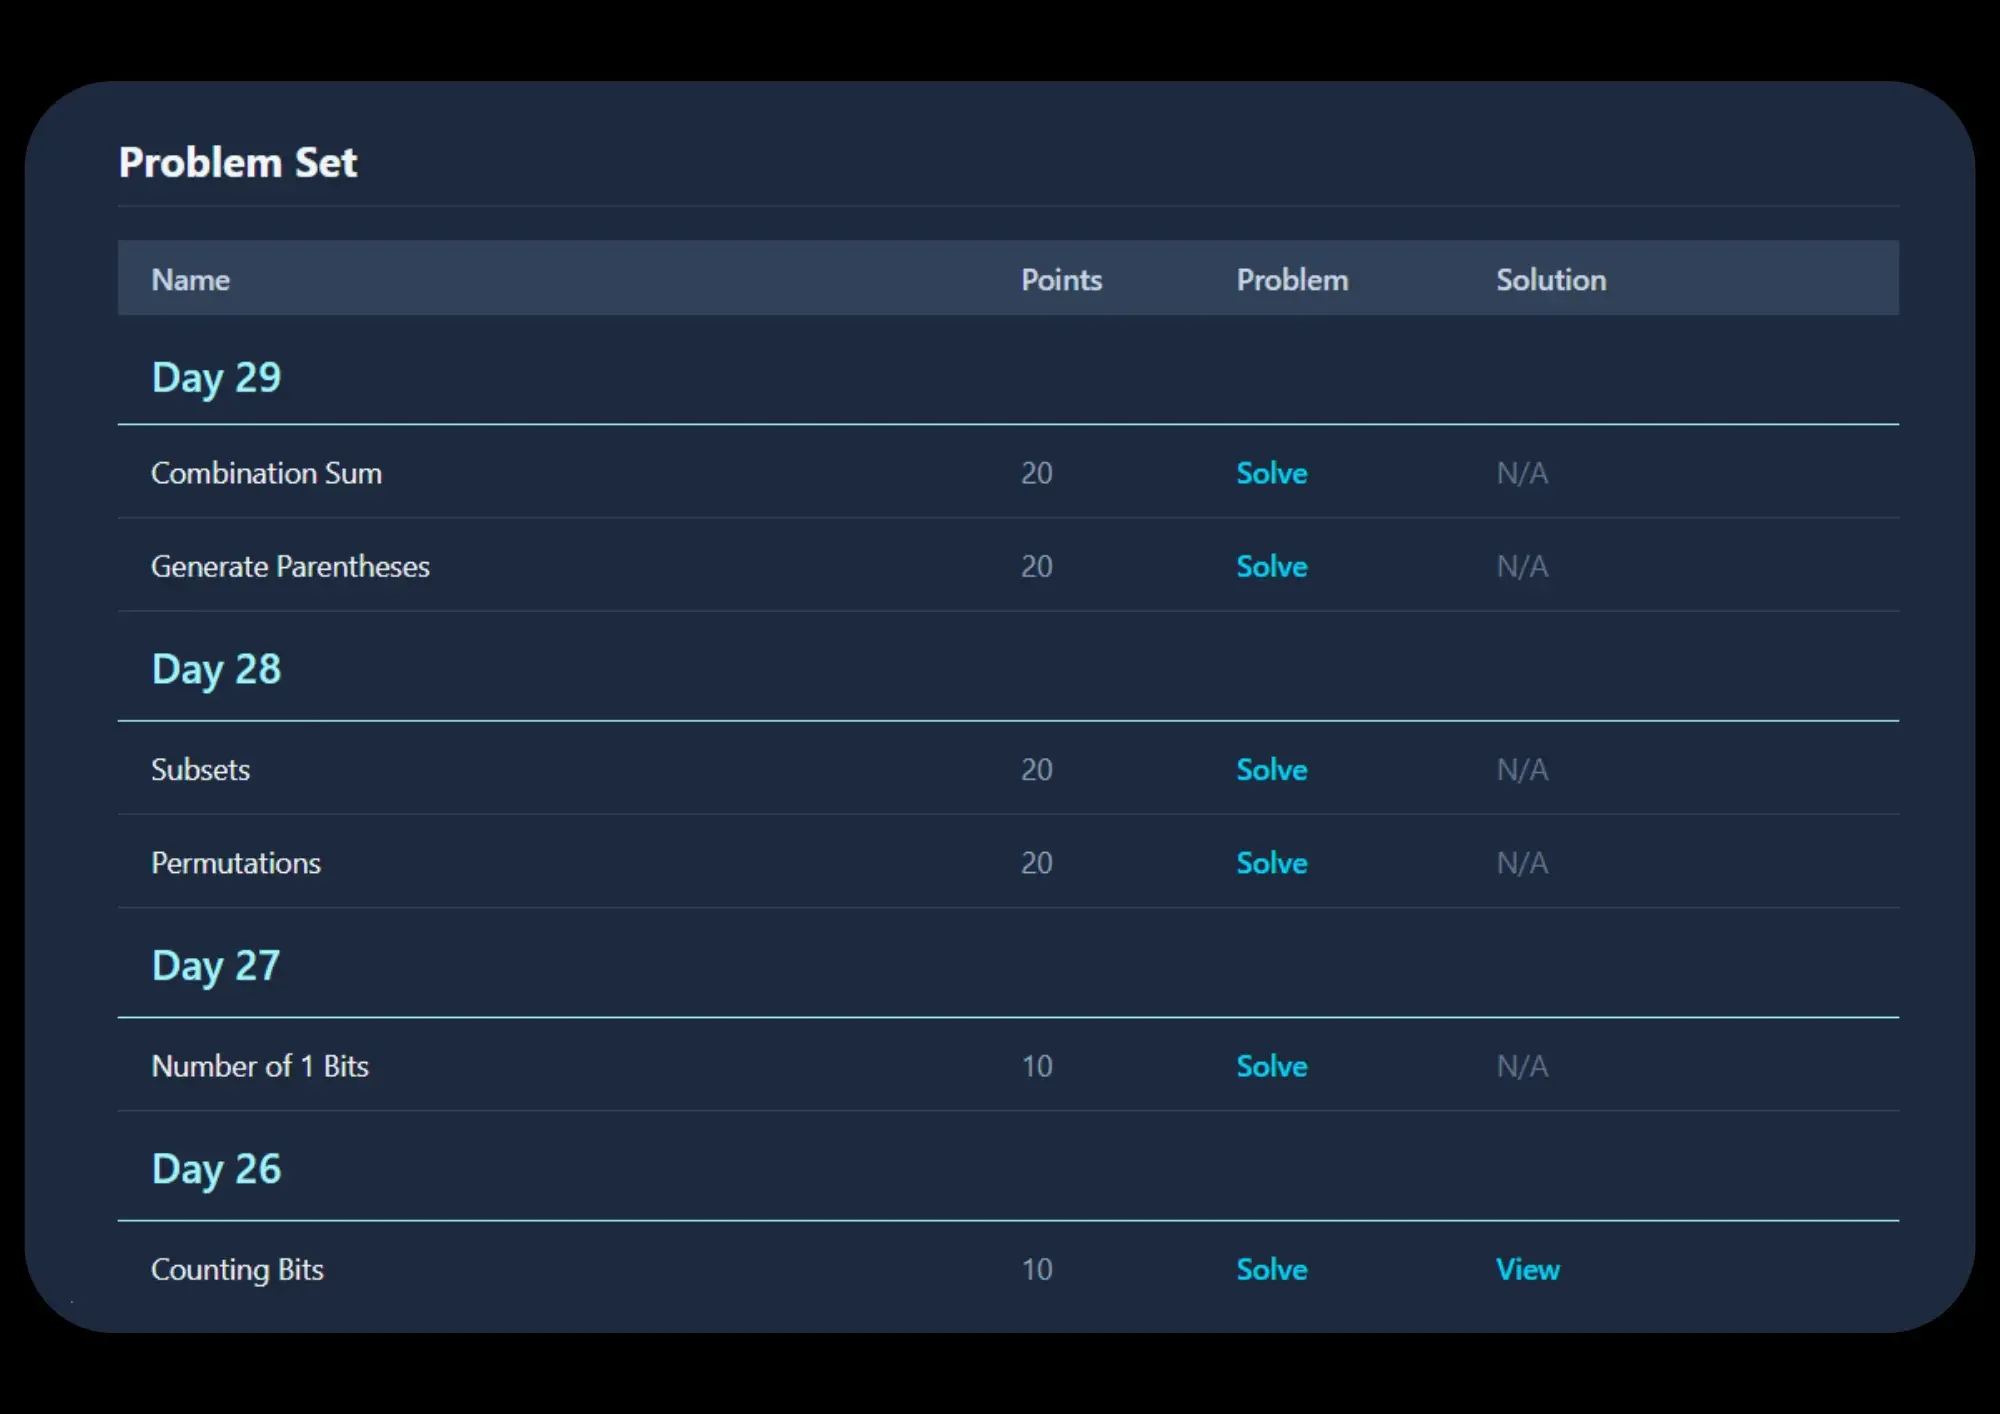 Problem Set
Name Points Problem Solution
Day 29
Combination Sum 20 Solve N/A
Generate Parentheses 20 Solve N/A
Day 28
Subsets 20 Solve N/A
Permutations 20 Solve N/A
Day 27
Number of 1 Bits 10 Solve N/A
Day 26
Counting Bits 10 Solve View